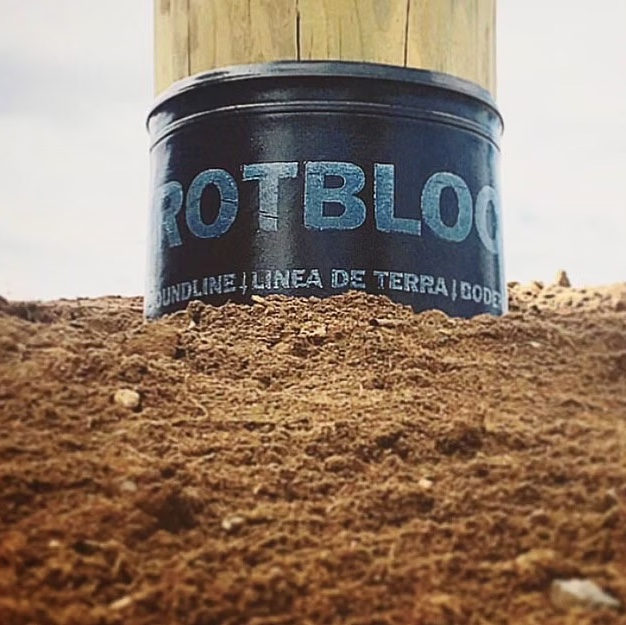 ROTBLOC
OUNDLINE | LINEA DE TERRA | BODE